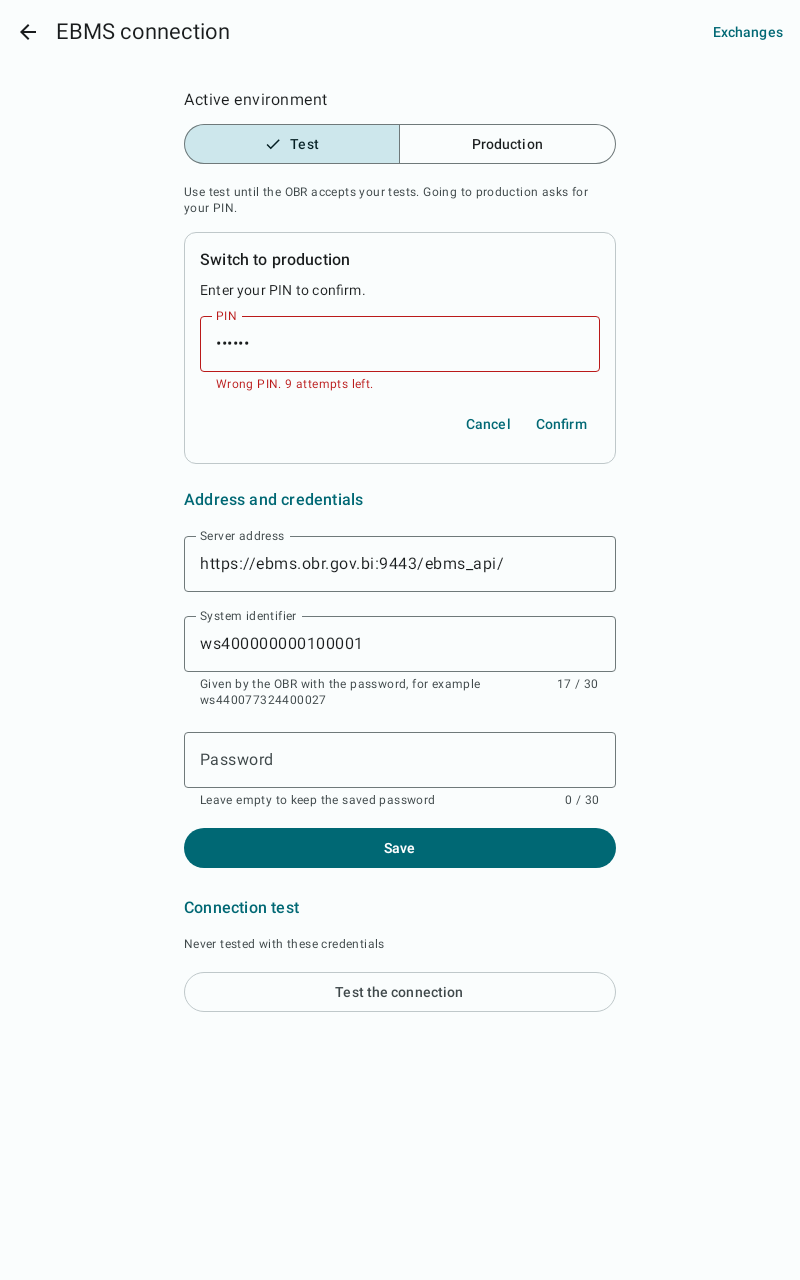 EBMS connection
Exchanges
Active environment
Test
Production
Use test until the OBR accepts your tests. Going to production asks for
your PIN.
Switch to production
Enter your PIN to confirm.
PIN
••••••
Wrong PIN. 9 attempts left.
Cancel
Confirm
Address and credentials
Server address
https://ebms.obr.gov.bi:9443/ebms_api/
System identifier
ws400000000100001
Given by the OBR with the password, for example
ws440077324400027
17 / 30
Password
Leave empty to keep the saved password
0 / 30
Save
Connection test
Never tested with these credentials
Test the connection